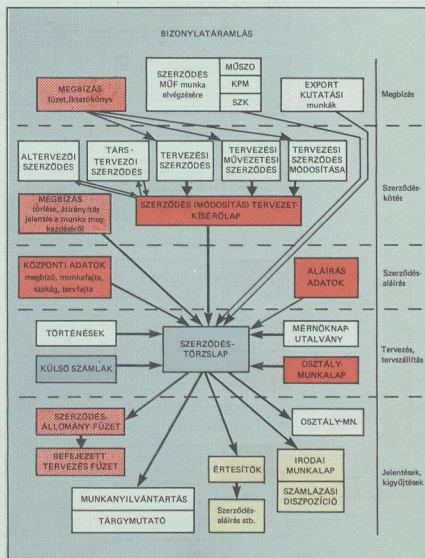 BIZONYLATÁRAMLÁS
MEGBÍZÁS
füzet,iktatókönyv
SZERZŐDÉS
MŰF munka
elvégzésére
MŰSZO
KPM
SZK
EXPORT
KUTATÁSI
munkák
Megbízás
ALTERVEZŐI
SZERZŐDÉS
TÁRS-
TERVEZŐI
SZERZŐDÉS
TERVEZÉSI
SZERZŐDÉS
TERVEZÉSI
MŰVEZETÉSI
SZERZŐDÉS
TERVEZÉSI
SZERZŐDÉS
MÓDOSÍTÁSA
MEGBÍZÁS
törlése, átirányítás
jelentés a munka meg-
kezdéséről
SZERZŐDÉS (MÓDOSÍTÁS) TERVEZET-
KÍSÉRŐLAP
Szerződés-
kötés
KÖZPONTI ADATOK
megbízó, munkafajta,
szakág, tervfajta
ALÁÍRÁS
ADATOK
Szerződés-
aláírás
TÖRTÉNÉSEK
KÜLSŐ SZÁMLÁK
SZERZŐDÉS-
TÖRZSLAP
MÉRNÖKNAP
UTALVÁNY
OSZTÁLY-
MUNKALAP
Tervezés,
tervszállítás
SZERZŐDÉS-
ÁLLOMÁNY-FÜZET
BEFEJEZETT
TERVEZÉS FÜZET
MUNKANYILVÁNTARTÁS
TÁRGYMUTATÓ
ÉRTESÍTŐK
Szerződés-
aláírás stb.
OSZTÁLY-MN.
IRODAI
MUNKALAP
SZÁMLÁZÁSI
DISZPOZÍCIÓ
Jelentések,
kigyűjtések